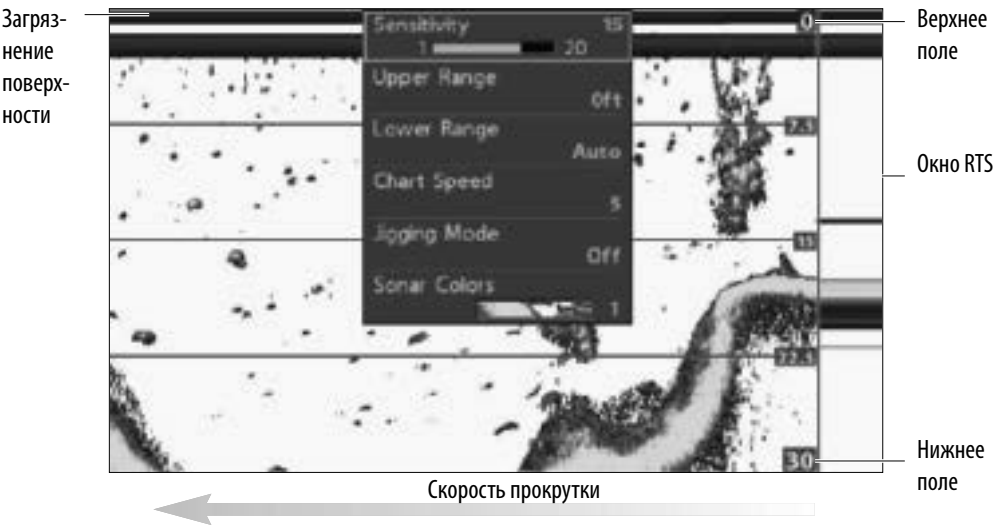 Загряз-
нение
поверх-
ности
Sensitivity 15
1 20
Upper Range
0ft
Lower Range
Auto
Chart Speed
5
Jigging Mode
Off
Sonar Colors
1
0
7.5
15
22.5
30
Верхнее
поле
Окно RTS
Нижнее
поле
Скорость прокрутки